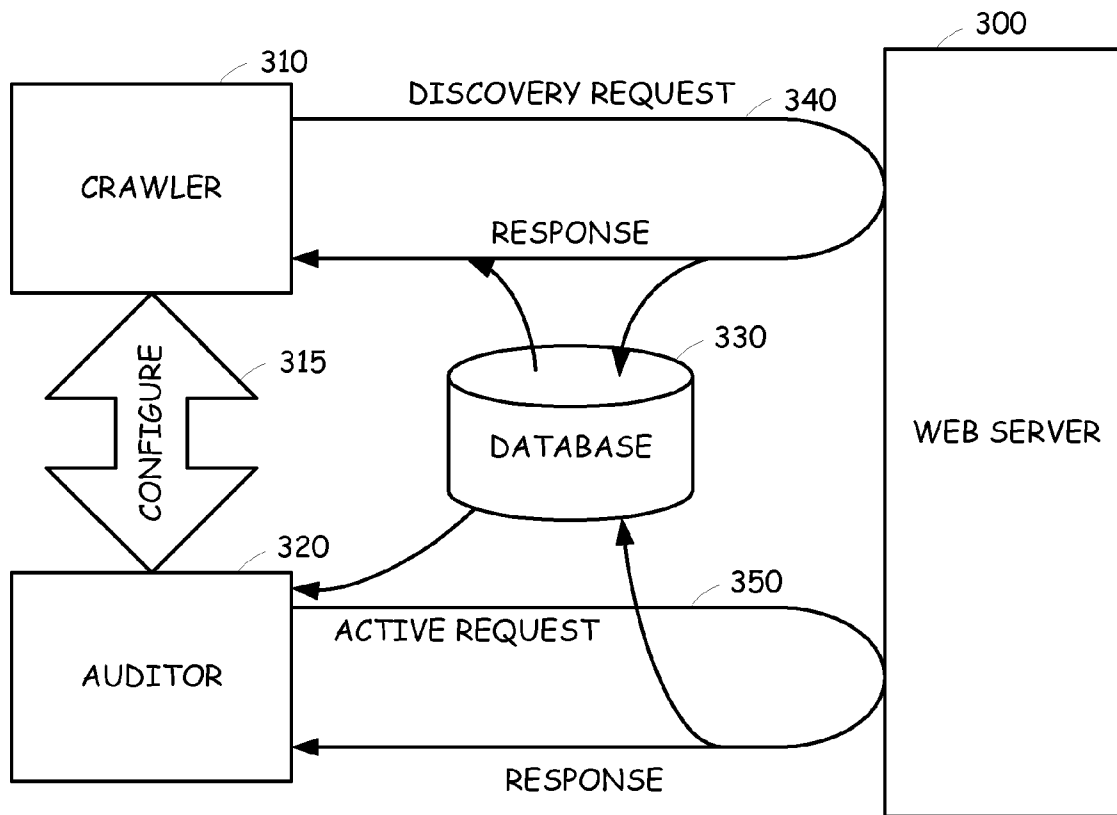 300
310
DISCOVERY REQUEST
340
CRAWLER
RESPONSE
330
315
CONFIGURE
DATABASE
WEB SERVER
320
350
ACTIVE REQUEST
AUDITOR
RESPONSE